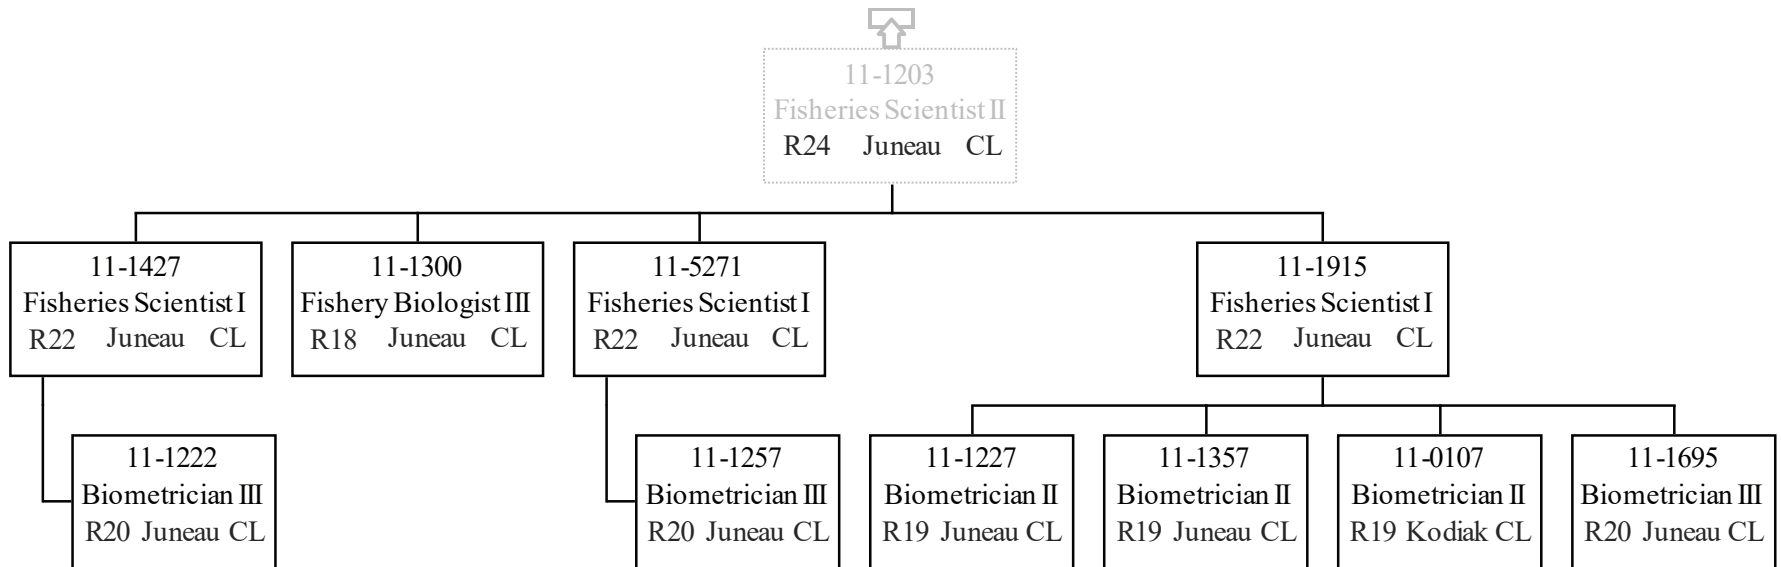 11-1203
Fisheries Scientist II
R24 Juneau CL
11-1427
Fisheries Scientist I
R22 Juneau CL
11-1300
Fishery Biologist III
R18 Juneau CL
11-5271
Fisheries Scientist I
R22 Juneau CL
11-1915
Fisheries Scientist I
R22 Juneau CL
11-1222
Biometrician III
R20 Juneau CL
11-1257
Biometrician III
R20 Juneau CL
11-1227
Biometrician II
R19 Juneau CL
11-1357
Biometrician II
R19 Juneau CL
11-0107
Biometrician II
R19 Kodiak CL
11-1695
Biometrician III
R20 Juneau CL